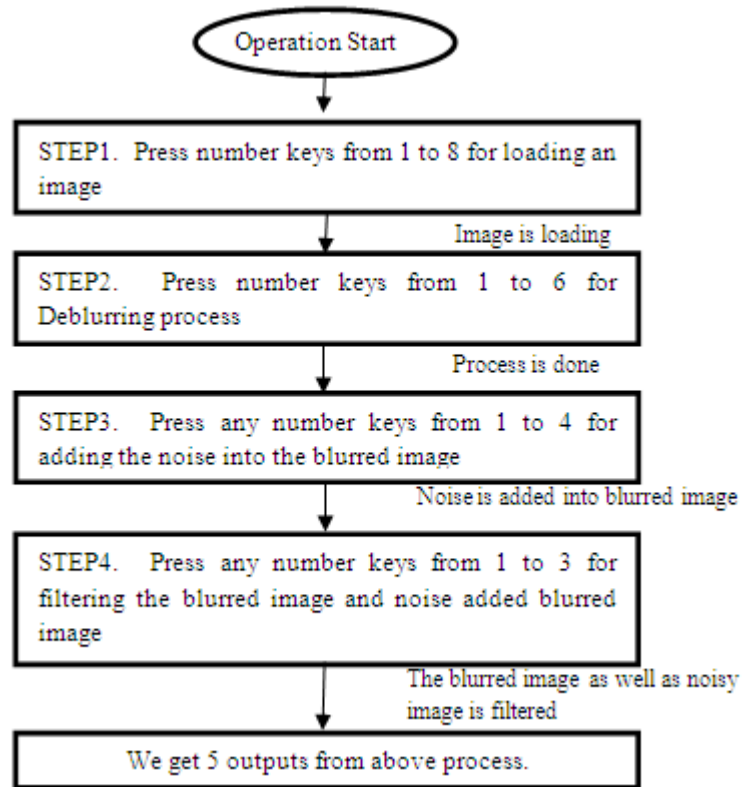 Operation Start
STEP1. Press number keys from 1 to 8 for loading an
image
Image is loading
STEP2. Press number keys from 1 to 6 for
Deblurring process
Process is done
STEP3. Press any number keys from 1 to 4 for
adding the noise into the blurred image
Noise is added into blurred image
STEP4. Press any number keys from 1 to 3 for
filtering the blurred image and noise added blurred
image
The blurred image as well as noisy
image is filtered
We get 5 outputs from above process.